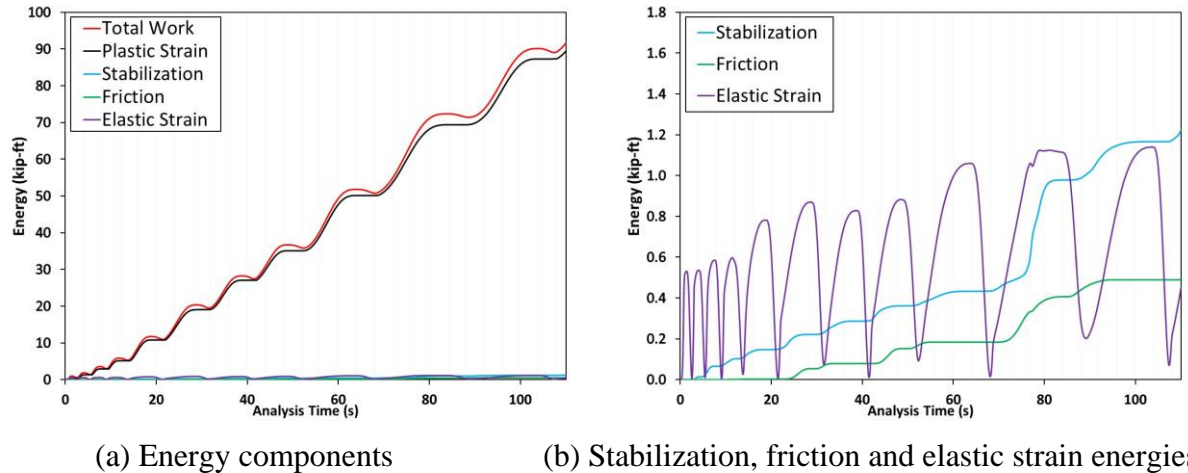 Total Work
Plastic Strain
Stabilization
Friction
Elastic Strain
100
90
80
70
60
50
40
30
20
10
0
Energy (kip-ft)
0 20 40 60 80 100
Analysis Time (s)
Stabilization
Friction
Elastic Strain
1.8
1.6
1.4
1.2
1.0
0.8
0.6
0.4
0.2
0.0
Energy (kip-ft)
0 20 40 60 80 100
Analysis Time (s)
(a) Energy components
(b) Stabilization, friction and elastic strain energies